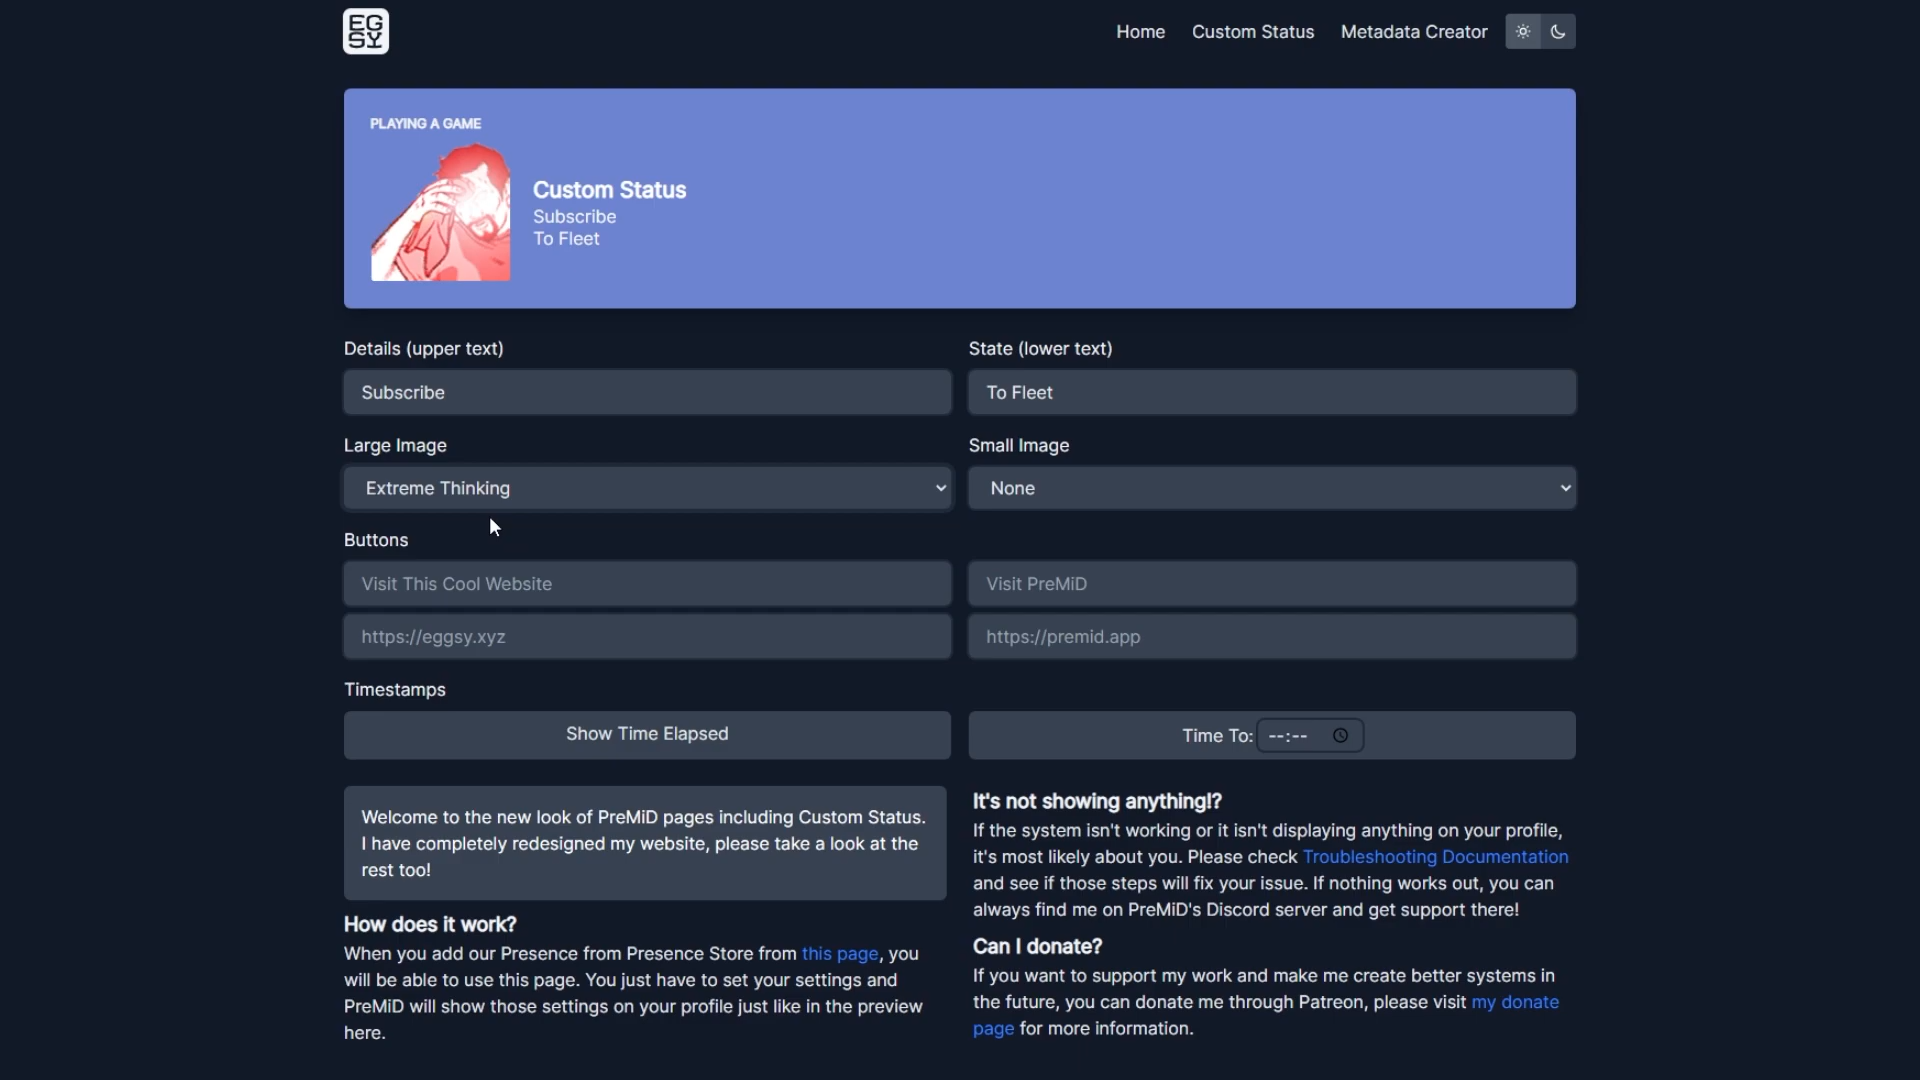 EG
SY
Home
Custom Status
Metadata Creator
PLAYING A GAME
Custom Status
Subscribe
To Fleet
Details (upper text)
State (lower text)
Subscribe
To Fleet
Large Image
Small Image
Extreme Thinking
None
Buttons
Visit This Cool Website
Visit PreMiD
https://eggsy.xyz
https://premid.app
Timestamps
Show Time Elapsed
Time To: --:--
Welcome to the new look of PreMiD pages including Custom Status.
I have completely redesigned my website, please take a look at the
rest too!
How does it work?
When you add our Presence from Presence Store from this page, you
will be able to use this page. You just have to set your settings and
PreMiD will show those settings on your profile just like in the preview
here.
It's not showing anything!?
If the system isn't working or it isn't displaying anything on your profile,
it's most likely about you. Please check Troubleshooting Documentation
and see if those steps will fix your issue. If nothing works out, you can
always find me on PreMiD's Discord server and get support there!
Can I donate?
If you want to support my work and make me create better systems in
the future, you can donate me through Patreon, please visit my donate
page for more information.